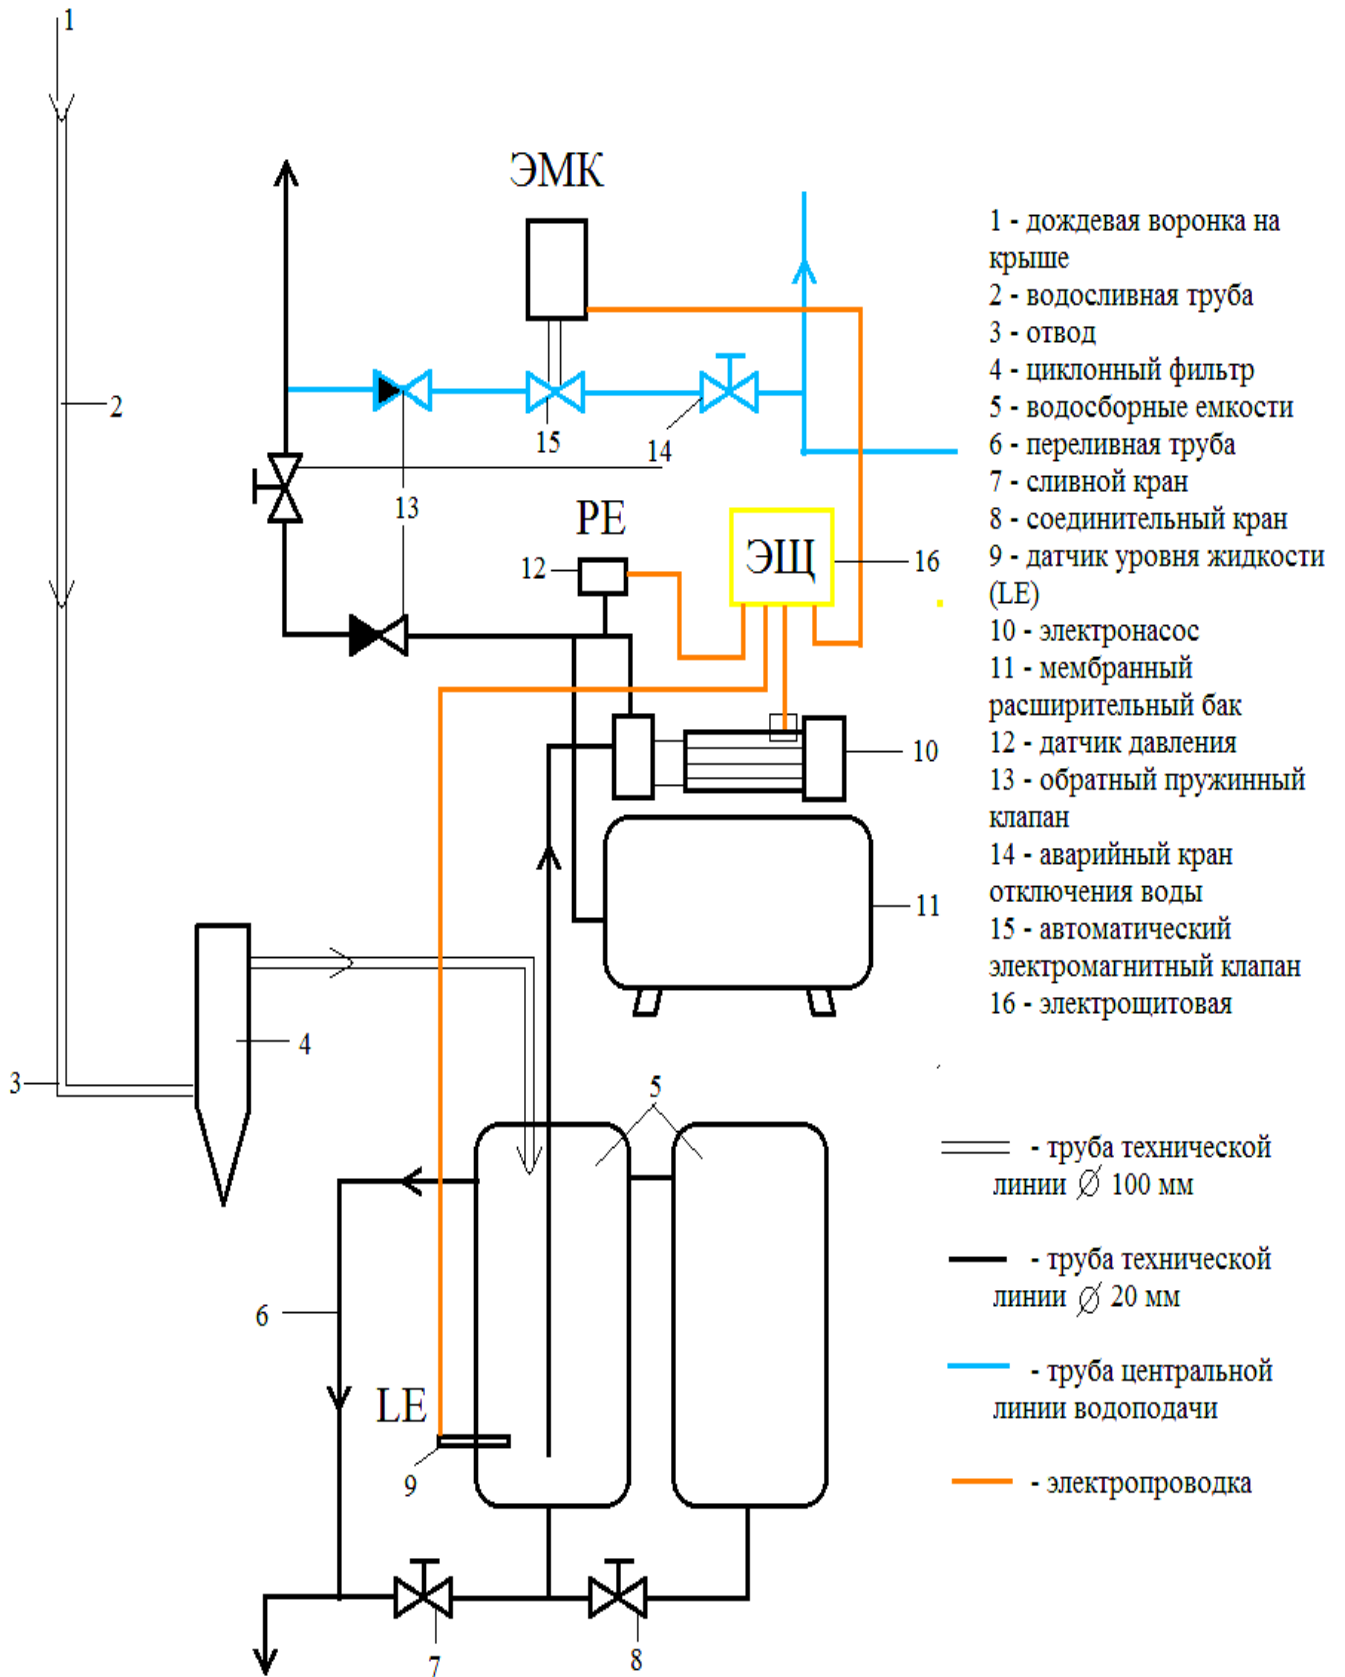 1
ЭМК
2
15
14
13
PE
12
ЭЩ
16
10
11
4
3
5
6
LE
9
7
8
1 - дождевая воронка на
крыше
2 - водосливная труба
3 - отвод
4 - циклонный фильтр
5 - водосборные емкости
6 - переливная труба
7 - сливной кран
8 - соединительный кран
9 - датчик уровня жидкости
(LE)
10 - электронасос
11 - мембранный
расширительный бак
12 - датчик давления
13 - обратный пружинный
клапан
14 - аварийный кран
отключения воды
15 - автоматический
электромагнитный клапан
16 - электрощитовая
- труба технической
линии ∅ 100 мм
- труба технической
линии ∅ 20 мм
- труба центральной
линии водоподачи
- электропроводка